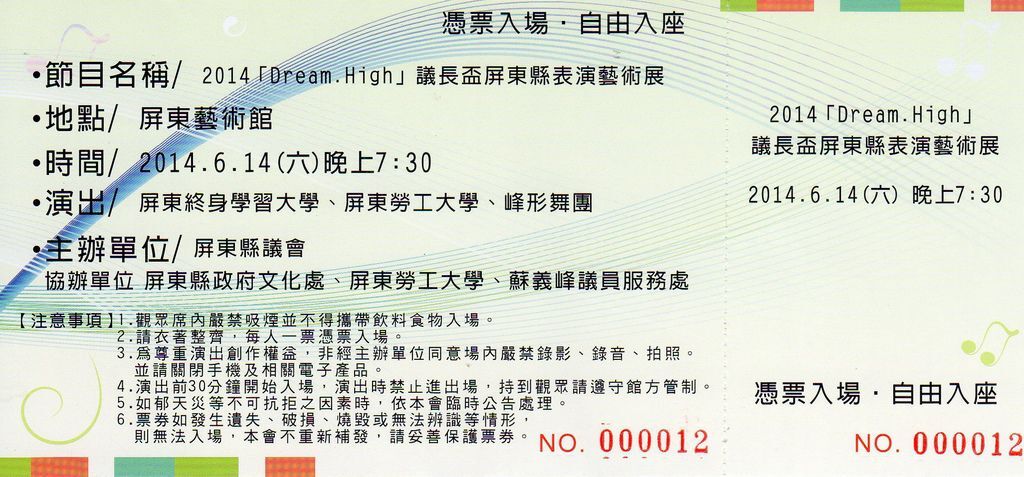 憑票入場・自由入座
•節目名稱/ 2014「Dream.High」議長盃屏東縣表演藝術展
•地點/ 屏東藝術館
•時間/ 2014.6.14(六)晚上7:30
•演出/ 屏東終身學習大學、屏東勞工大學、峰形舞團
•主辦單位/ 屏東縣議會
協辦單位 屏東縣政府文化處、屏東勞工大學、蘇義峰議員服務處
【注意事項】1.觀眾席內嚴禁吸煙並不得攜帶飲料食物入場。
2.請衣著整齊，每人一票憑票入場。
3.為尊重演出創作權益，非經主辦單位同意場內嚴禁錄影、錄音、拍照。
並請關閉手機及相關電子產品。
4.演出前30分鐘開始入場，演出時禁止進出場，持到觀眾請遵守館方管制。
5.如郁天災等不可抗拒之因素時，依本會臨時公告處理。
6.票券如發生遺失、破損、燒毀或無法辨識等情形，
則無法入場，本會不重新補發，請妥善保護票券。
NO. 000012
2014「Dream.High」
議長盃屏東縣表演藝術展
2014.6.14(六) 晚上7:30
憑票入場・自由入座
NO. 000012